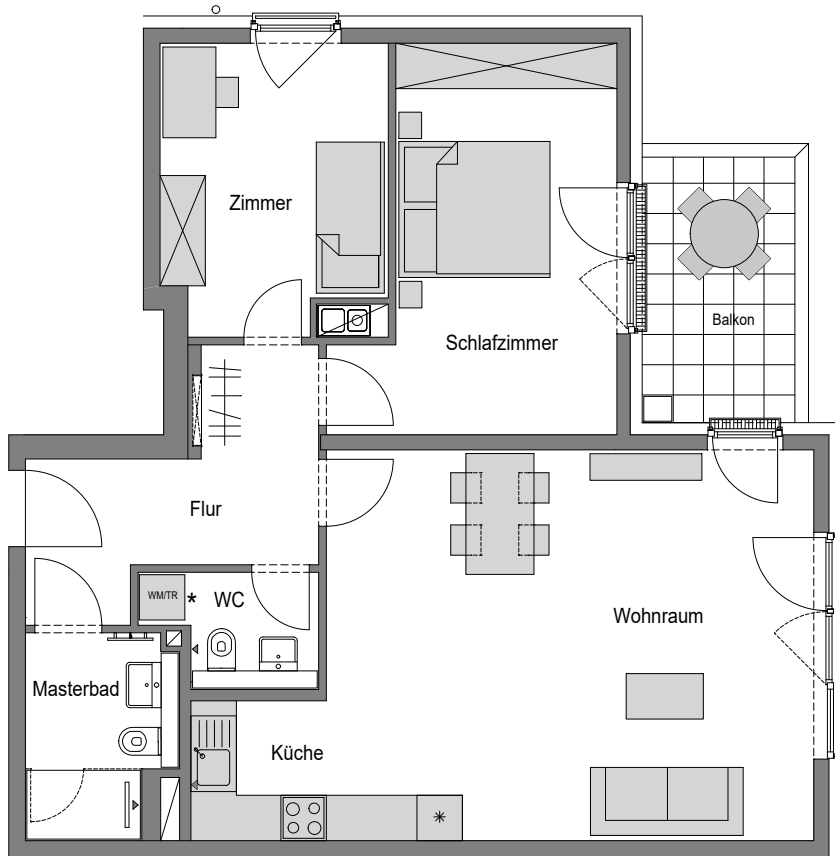 Zimmer
Balkon
Schlafzimmer
Flur
WM/TR *
WC
Wohnraum
Masterbad
Küche